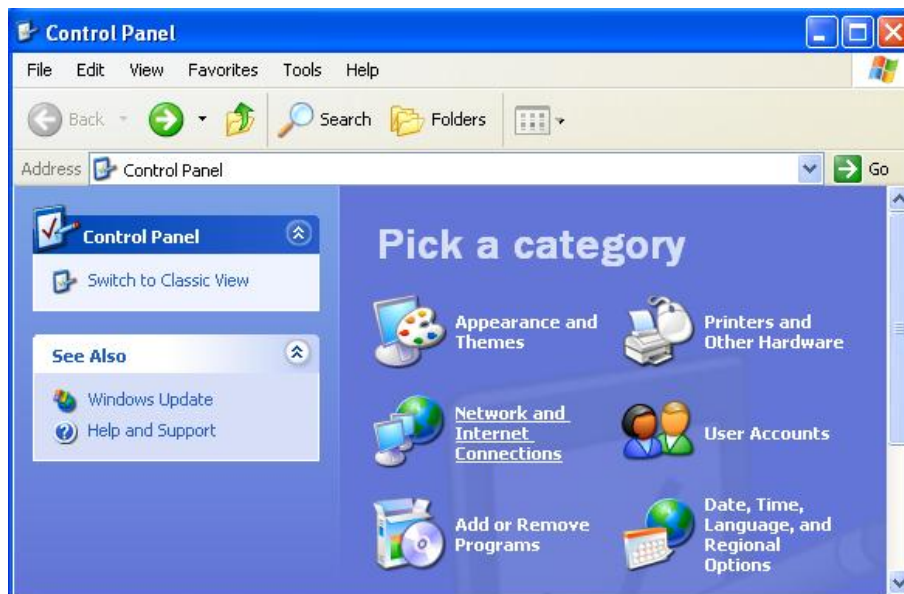 Control Panel
File Edit View Favorites Tools Help
Back Search Folders
Address Control Panel Go
Control Panel
Switch to Classic View
See Also
Windows Update
Help and Support
Pick a category
Appearance and
Themes
Printers and
Other Hardware
Network and
Internet
Connections
User Accounts
Add or Remove
Programs
Date, Time,
Language, and
Regional
Options